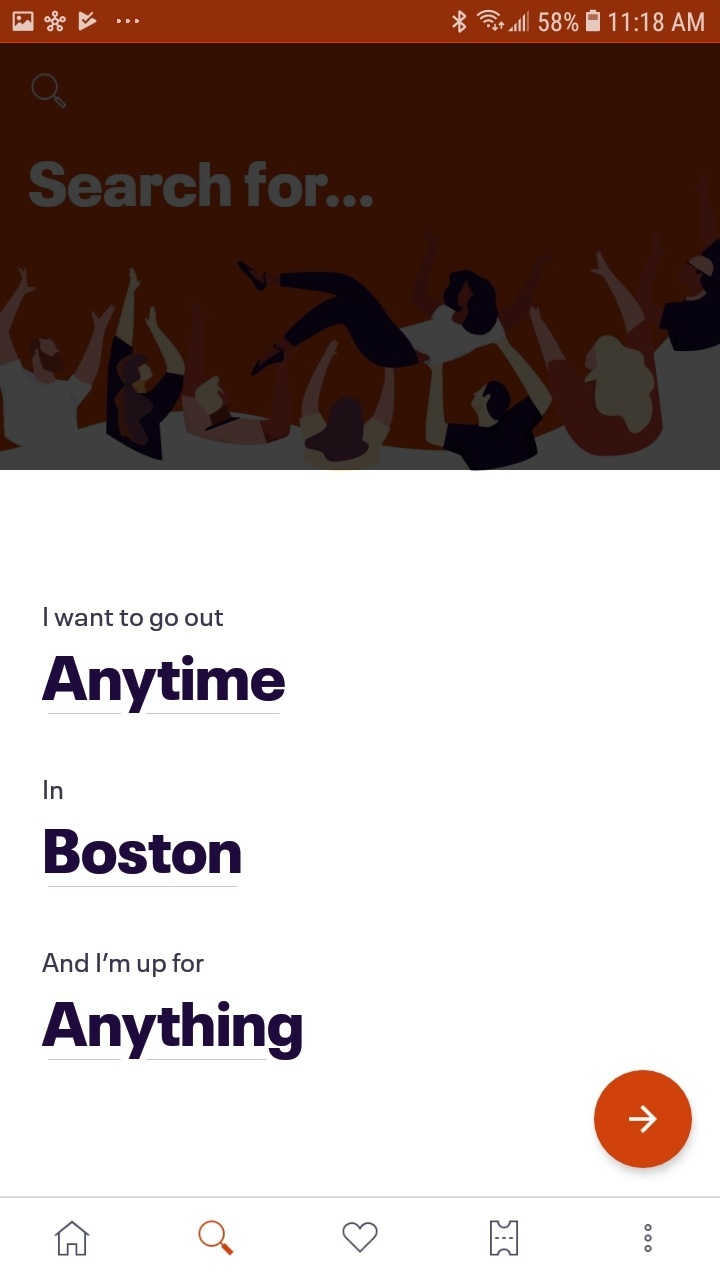 58% 11:18 AM
Search for...
I want to go out
Anytime
In
Boston
And I’m up for
Anything